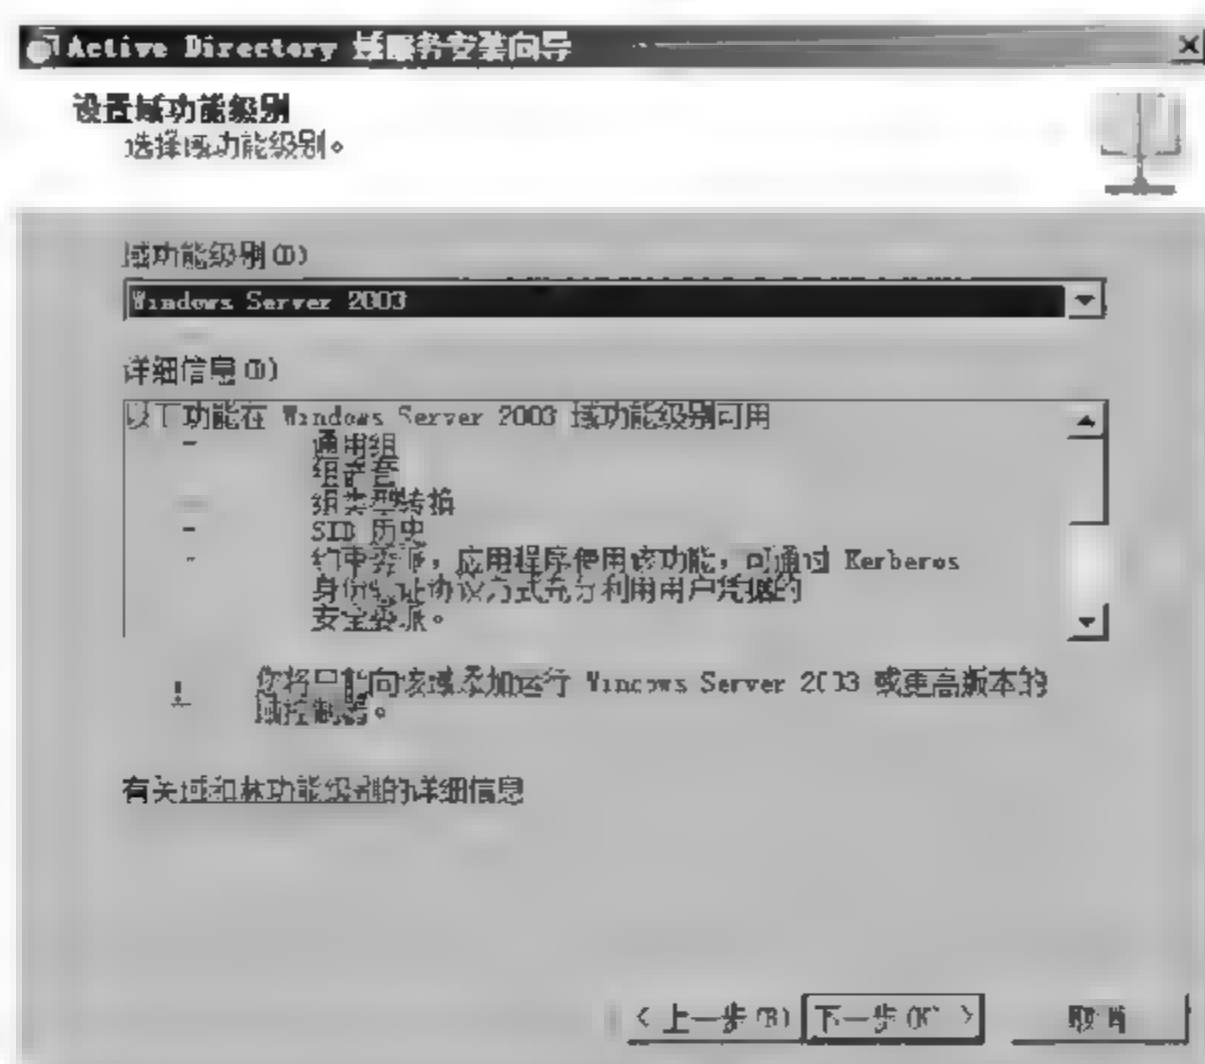 Active Directory 域服务安装向导
设置域功能级别
选择域功能级别。
域功能级别(D)
Windows Server 2003
详细信息(D)
以下功能在 Windows Server 2003 域功能级别可用
- 通用组
组嵌套
组类型转换
- SID 历史
- 约束委派，应用程序使用该功能，可通过 Kerberos
身份验证协议方式充分利用用户凭据的
安全委派。
! 你将只能向该域添加运行 Windows Server 2003 或更高版本的
域控制器。
有关域和林功能级别的详细信息
< 上一步(B) 下一步(N) > 取消